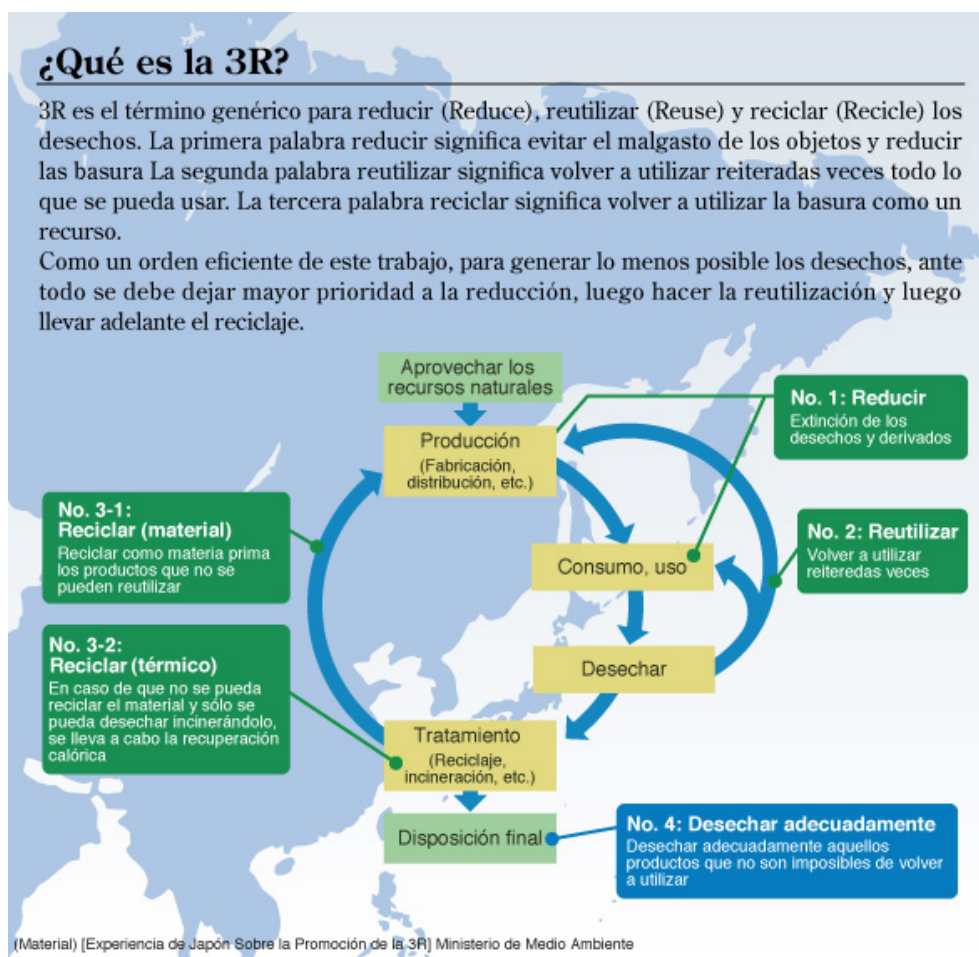 ¿Qué es la 3R?
3R es el término genérico para reducir (Reduce), reutilizar (Reuse) y reciclar (Recicle) los
desechos. La primera palabra reducir significa evitar el malgasto de los objetos y reducir
las basura La segunda palabra reutilizar significa volver a utilizar reiteradas veces todo lo
que se pueda usar. La tercera palabra reciclar significa volver a utilizar la basura como un
recurso.
Como un orden eficiente de este trabajo, para generar lo menos posible los desechos, ante
todo se debe dejar mayor prioridad a la reducción, luego hacer la reutilización y luego
llevar adelante el reciclaje.
Aprovechar los
recursos naturales
No. 1: Reducir
Extinción de los
desechos y derivados
Producción
(Fabricación,
distribución, etc.)
No. 3-1:
Reciclar (material)
Reciclar como materia prima
los productos que no se
pueden reutilizar
No. 2: Reutilizar
Volver a utilizar
reiteredas veces
Consumo, uso
No. 3-2:
Reciclar (térmico)
En caso de que no se pueda
reciclar el material y sólo se
pueda desechar incinerándolo,
se lleva a cabo la recuperación
calórica
Desechar
Tratamiento
(Reciclaje,
incineración, etc.)
Disposición final
No. 4: Desechar adecuadamente
Desechar adecuadamente aquellos
productos que no son imposibles de volver
a utilizar
(Material) [Experiencia de Japón Sobre la Promoción de la 3R] Ministerio de Medio Ambiente